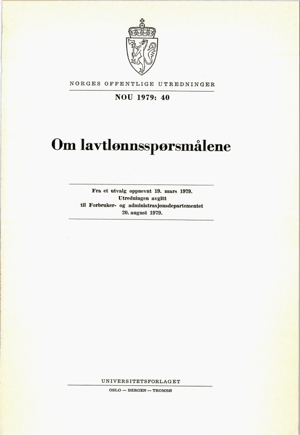 NORGES OFFENTLIGE UTREDNINGER
NOU 1979: 40
Om lavtlønnsspørsmålene
Fra et utvalg oppnevnt 19. mars 1979.
Utredningen avgitt
til Forbruker- og administrasjonsdepartementet
20. august 1979.
UNIVERSITETSFORLAGET
OSLO — BERGEN — TROMSØ